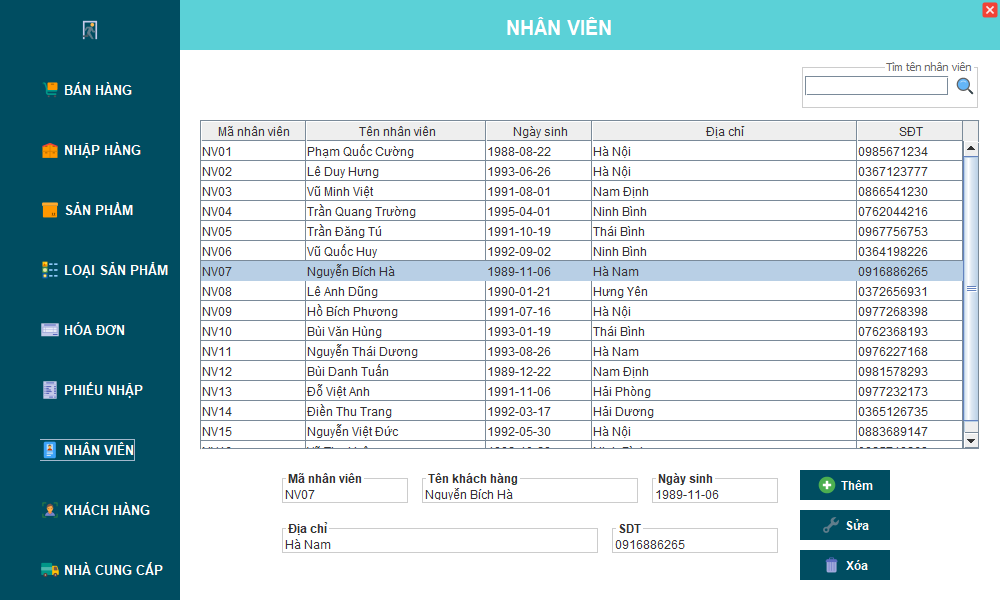 NHÂN VIÊN
BÁN HÀNG
NHẬP HÀNG
SẢN PHẨM
LOẠI SẢN PHẨM
HÓA ĐƠN
PHIẾU NHẬP
NHÂN VIÊN
KHÁCH HÀNG
NHÀ CUNG CẤP
Tìm tên nhân viên
Mã nhân viên Tên nhân viên Ngày sinh Địa chỉ SĐT
NV01 Phạm Quốc Cường 1988-08-22 Hà Nội 0985671234
NV02 Lê Duy Hưng 1993-06-26 Hà Nội 0367123777
NV03 Vũ Minh Việt 1991-08-01 Nam Định 0866541230
NV04 Trần Quang Trường 1995-04-01 Ninh Bình 0762044216
NV05 Trần Đăng Tú 1991-10-19 Thái Bình 0967756753
NV06 Vũ Quốc Huy 1992-09-02 Ninh Bình 0364198226
NV07 Nguyễn Bích Hà 1989-11-06 Hà Nam 0916886265
NV08 Lê Anh Dũng 1990-01-21 Hưng Yên 0372656931
NV09 Hồ Bích Phương 1991-07-16 Hà Nội 0977268398
NV10 Bùi Văn Hùng 1993-01-19 Thái Bình 0762368193
NV11 Nguyễn Thái Dương 1993-08-26 Hà Nam 0976227168
NV12 Bùi Danh Tuấn 1989-12-22 Nam Định 0981578293
NV13 Đỗ Việt Anh 1991-11-06 Hải Phòng 0977232173
NV14 Điền Thu Trang 1992-03-17 Hải Dương 0365126735
NV15 Nguyễn Việt Đức 1992-05-30 Hà Nội 0883689147
Mã nhân viên Tên khách hàng Ngày sinh
NV07 Nguyễn Bích Hà 1989-11-06
Địa chỉ SDT
Hà Nam 0916886265
Thêm
Sửa
Xóa